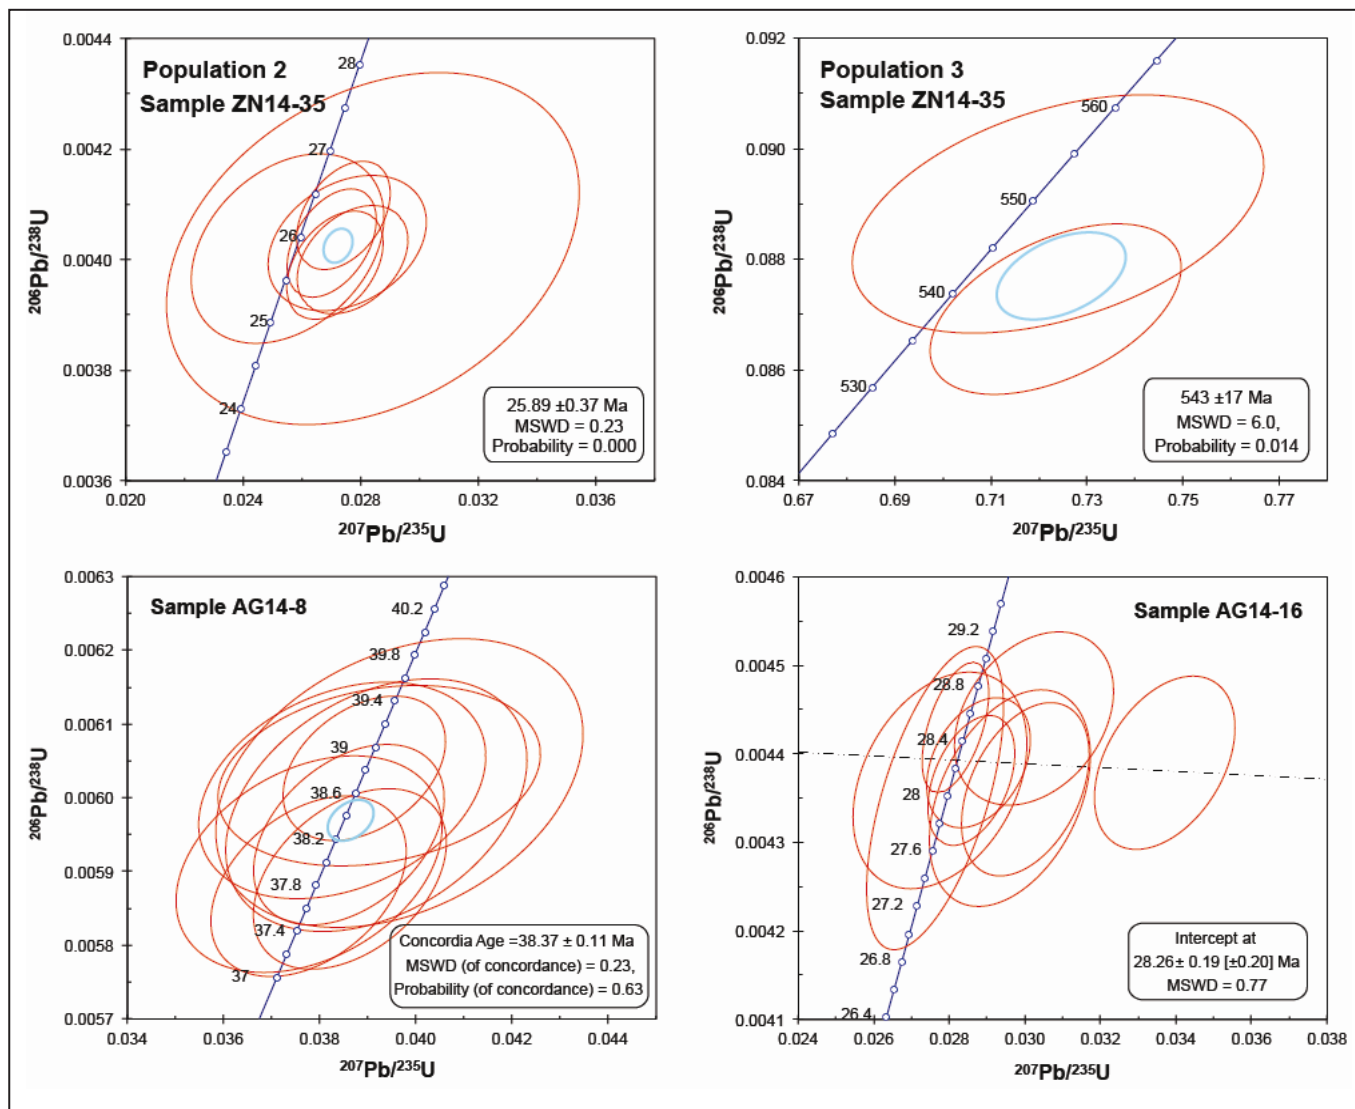 Population 2
Sample ZN14-35
0.0044
0.0042
0.0040
0.0038
0.0036
28
27
26
25
24
0.020
0.024
0.028
0.032
0.036
²⁰⁶Pb/²³⁸U
²⁰⁷Pb/²³⁵U
25.89 ±0.37 Ma
MSWD = 0.23
Probability = 0.000
Population 3
Sample ZN14-35
0.092
0.090
0.088
0.086
0.084
560
550
540
530
0.67
0.69
0.71
0.73
0.75
0.77
²⁰⁶Pb/²³⁸U
²⁰⁷Pb/²³⁵U
543 ±17 Ma
MSWD = 6.0,
Probability = 0.014
Sample AG14-8
0.0063
0.0062
0.0061
0.0060
0.0059
0.0058
0.0057
40.2
39.8
39.4
39
38.6
38.2
37.8
37.4
37
0.034
0.036
0.038
0.040
0.042
0.044
²⁰⁶Pb/²³⁸U
²⁰⁷Pb/²³⁵U
Concordia Age =38.37 ± 0.11 Ma
MSWD (of concordance) = 0.23,
Probability (of concordance) = 0.63
Sample AG14-16
0.0046
0.0045
0.0044
0.0043
0.0042
0.0041
29.2
28.8
28.4
28
27.6
27.2
26.8
26.4
0.024
0.026
0.028
0.030
0.032
0.034
0.036
0.038
²⁰⁶Pb/²³⁸U
²⁰⁷Pb/²³⁵U
Intercept at
28.26± 0.19 [±0.20] Ma
MSWD = 0.77